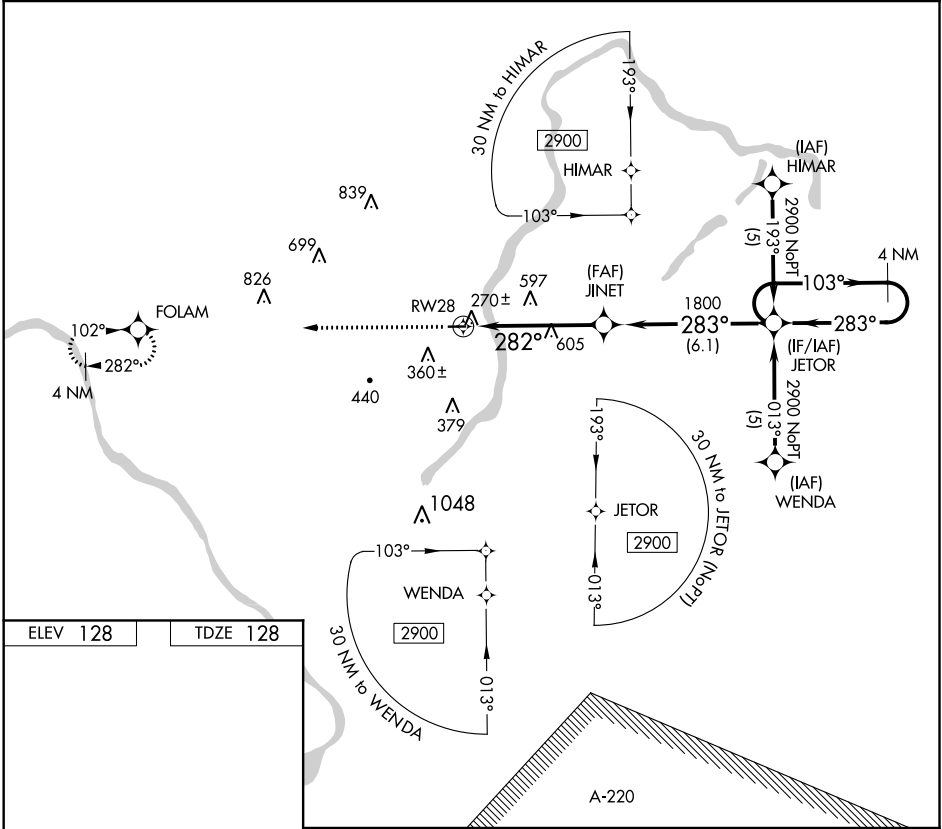 30 NM to HIMAR
193°
2900
HIMAR
103°
(IAF)
HIMAR
2900 NoPT
193°
(5)
4 NM
103°
839
699
826
FOLAM
102°
282°
4 NM
RW28
270±
597
(FAF)
JINET
1800
283°
(6.1)
283°
282°
605
(IF/IAF)
JETOR
360±
440
379
2900 NoPT
013°
(5)
(IAF)
WENDA
193°
30 NM to JETOR (NoPT)
JETOR
2900
013°
1048
103°
WENDA
2900
013°
30 NM to WENDA
ELEV 128
TDZE 128
A-220